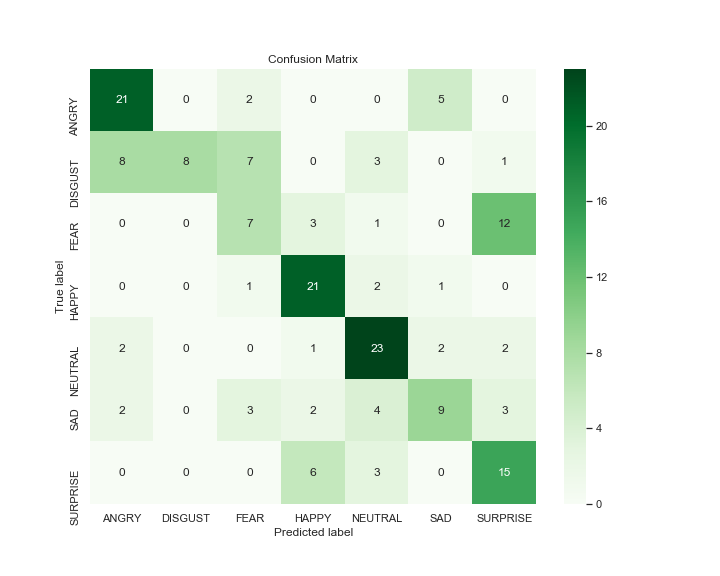 Confusion Matrix
True label
ANGRY 21 0 2 0 0 5 0
DISGUST 8 8 7 0 3 0 1
FEAR 0 0 7 3 1 0 12
HAPPY 0 0 1 21 2 1 0
NEUTRAL 2 0 0 1 23 2 2
SAD 2 0 3 2 4 9 3
SURPRISE 0 0 0 6 3 0 15
ANGRY DISGUST FEAR HAPPY NEUTRAL SAD SURPRISE
Predicted label
20
16
12
8
4
0